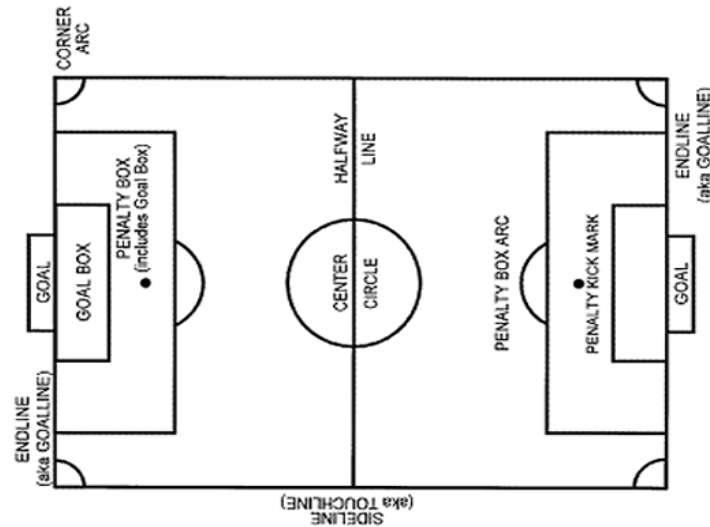 CORNER
ARC
ENDLINE
(aka GOALLINE)
GOAL
GOAL BOX
PENALTY BOX
(includes Goal Box)
HALFWAY
LINE
CENTER
CIRCLE
SIDELINE
(aka TOUCHLINE)
PENALTY BOX ARC
PENALTY KICK MARK
GOAL
ENDLINE
(aka GOALLINE)